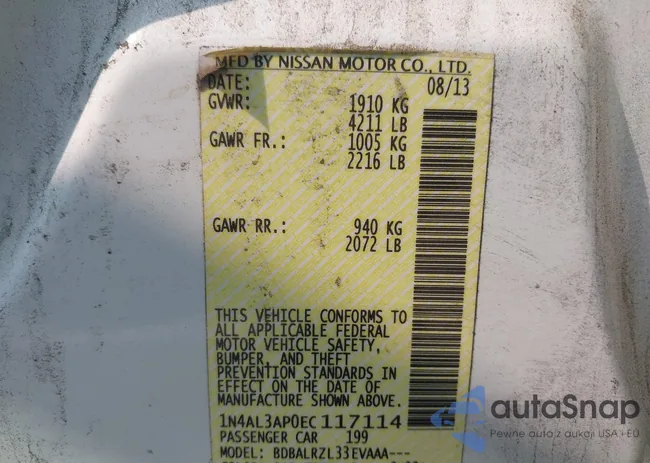 MFD BY NISSAN MOTOR CO., LTD.
DATE: 08/13
GVWR: 1910 KG
4211 LB
GAWR FR.: 1005 KG
2216 LB
GAWR RR.: 940 KG
2072 LB
THIS VEHICLE CONFORMS TO
ALL APPLICABLE FEDERAL
MOTOR VEHICLE SAFETY,
BUMPER, AND THEFT
PREVENTION STANDARDS IN
EFFECT ON THE DATE OF
MANUFACTURE SHOWN ABOVE.
1N4AL3AP0EC 117114
PASSENGER CAR 199
MODEL: BDBALRZL33EVAAA---
autaSnap
Pewne auta z aukcji USA i EU